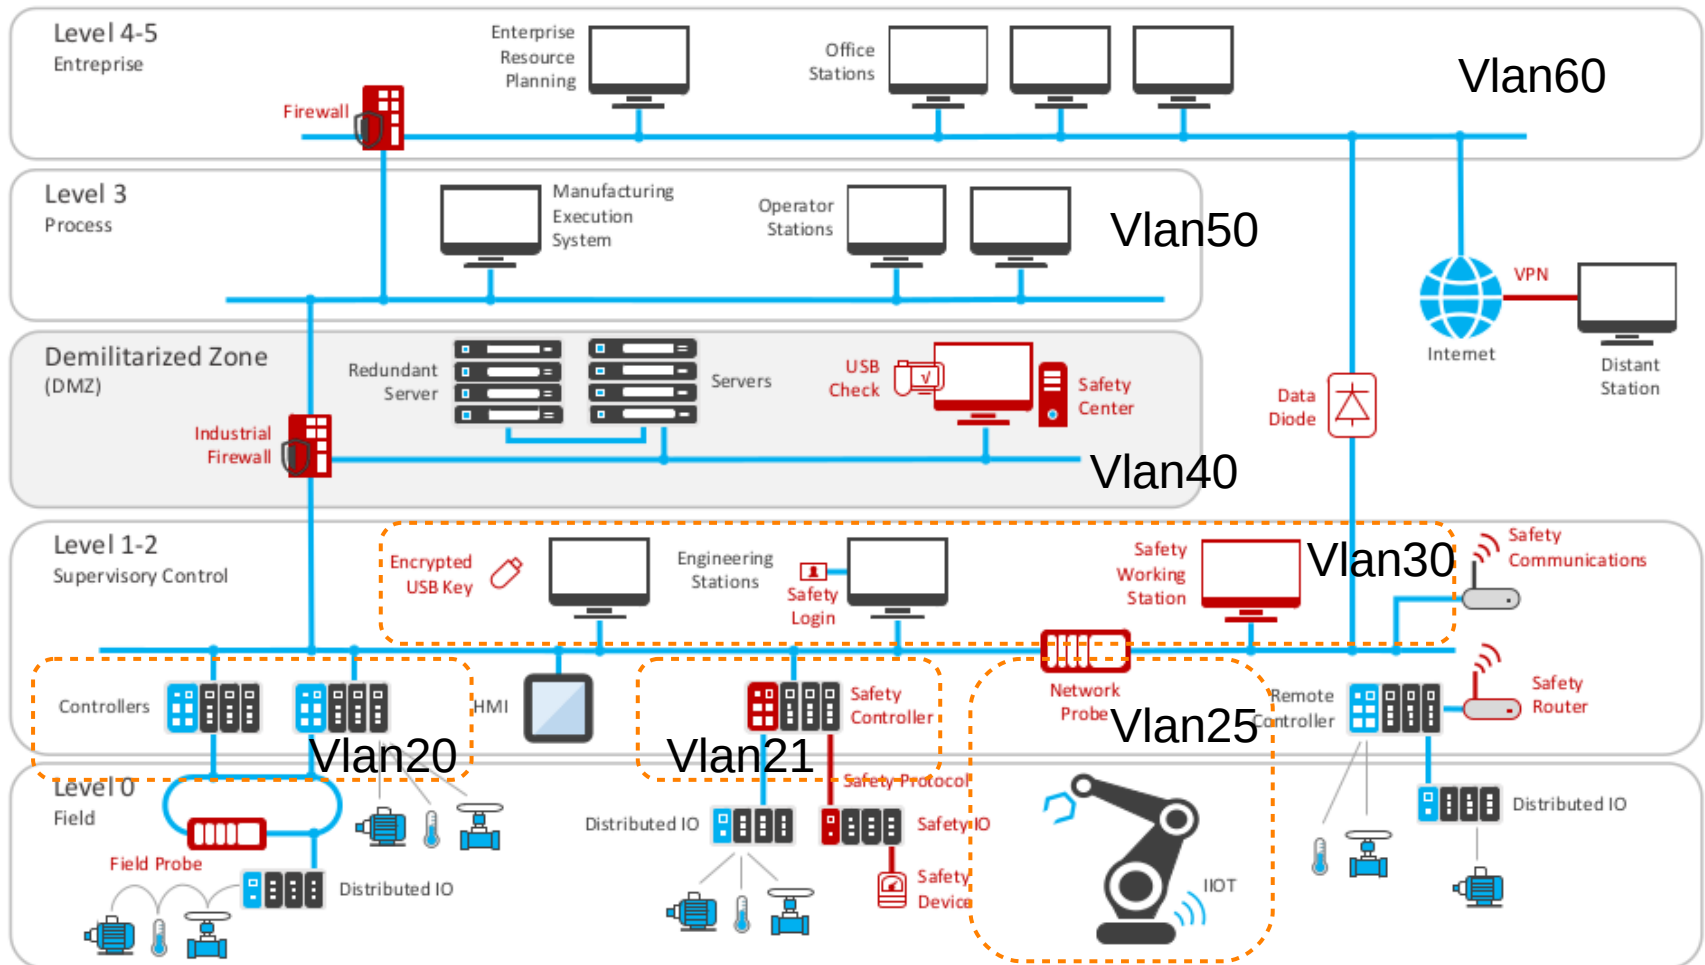 Level 4-5
Entreprise
Enterprise
Resource
Planning
Office
Stations
Vlan60
Firewall
Level 3
Process
Manufacturing
Execution
System
Operator
Stations
Vlan50
VPN
Internet
Distant
Station
Demilitarized Zone
(DMZ)
Redundant
Server
Servers
USB
Check
Safety
Center
Data
Diode
Industrial
Firewall
Vlan40
Level 1-2
Supervisory Control
Encrypted
USB Key
Engineering
Stations
Safety
Login
Safety
Working
Station
Vlan30
Safety
Communications
Controllers
HMI
Safety
Controller
Network
Probe
Remote
Controller
Safety
Router
Vlan20
Vlan21
Vlan25
Level 0
Field
Safety Protocol
Distributed IO
Safety IO
Distributed IO
Field Probe
Distributed IO
Safety
Device
IIOT